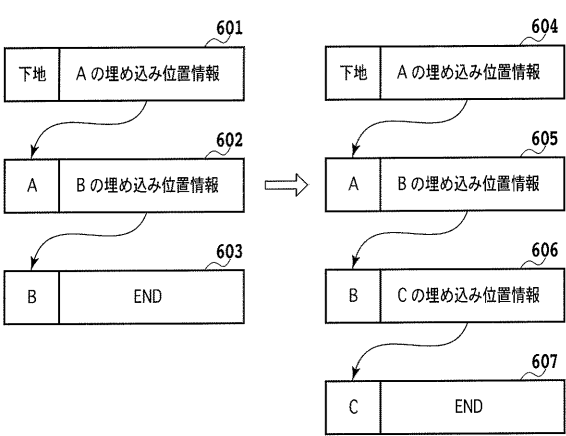 601
下地 Aの埋め込み位置情報
602
A Bの埋め込み位置情報
603
B END
604
下地 Aの埋め込み位置情報
605
A Bの埋め込み位置情報
606
B Cの埋め込み位置情報
607
C END